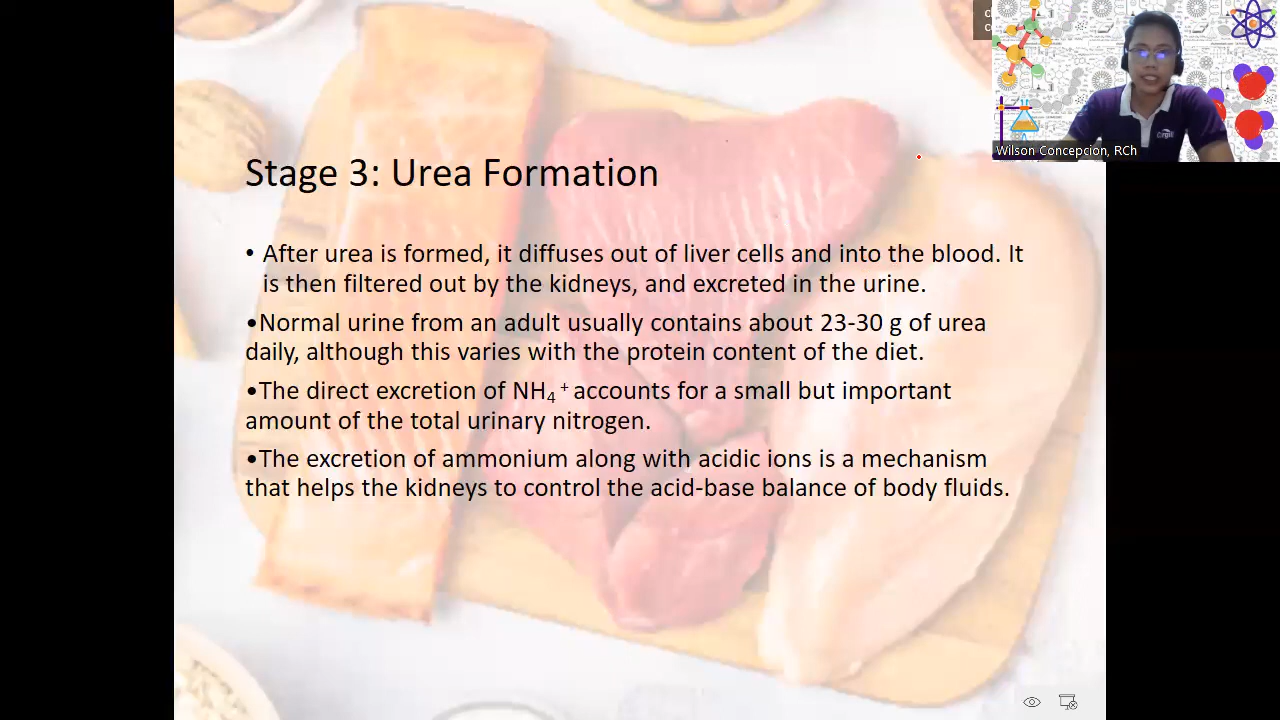 Stage 3: Urea Formation
• After urea is formed, it diffuses out of liver cells and into the blood. It
is then filtered out by the kidneys, and excreted in the urine.
•Normal urine from an adult usually contains about 23-30 g of urea
daily, although this varies with the protein content of the diet.
•The direct excretion of NH₄⁺ accounts for a small but important
amount of the total urinary nitrogen.
•The excretion of ammonium along with acidic ions is a mechanism
that helps the kidneys to control the acid-base balance of body fluids.
Wilson Concepcion, RCh